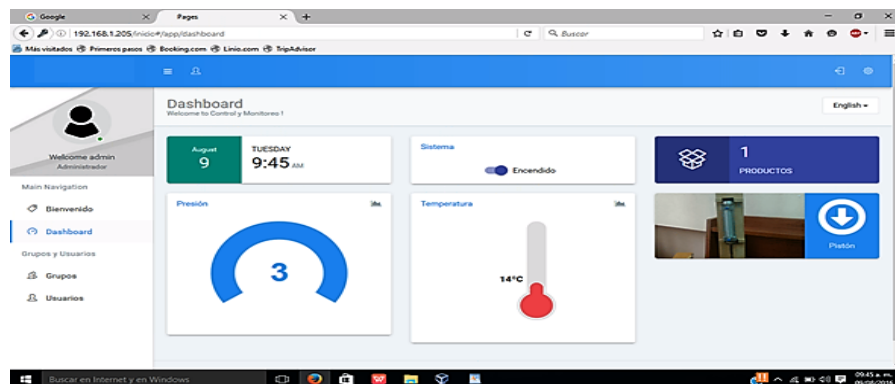 Google
Pages
192.168.1.205/inicio#/app/dashboard
Buscar
Más visitados Primeros pasos Booking.com Linio.com TripAdvisor
Dashboard
Welcome to Control y Monitoreo !
English
Welcome admin
Administrador
August
9
TUESDAY
9:45 AM
Sistema
Encendido
1
PRODUCTOS
Main Navigation
Bienvenido
Dashboard
Grupos y Usuarios
Grupos
Usuarios
Presión
3
Temperatura
14°C
Pistón
Buscar en Internet y en Windows
09:45 a. m.